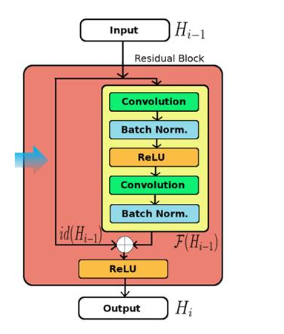 Input H_{i-1}
Residual Block
Convolution
Batch Norm.
ReLU
Convolution
Batch Norm.
id(H_{i-1}) F(H_{i-1})
ReLU
Output H_i